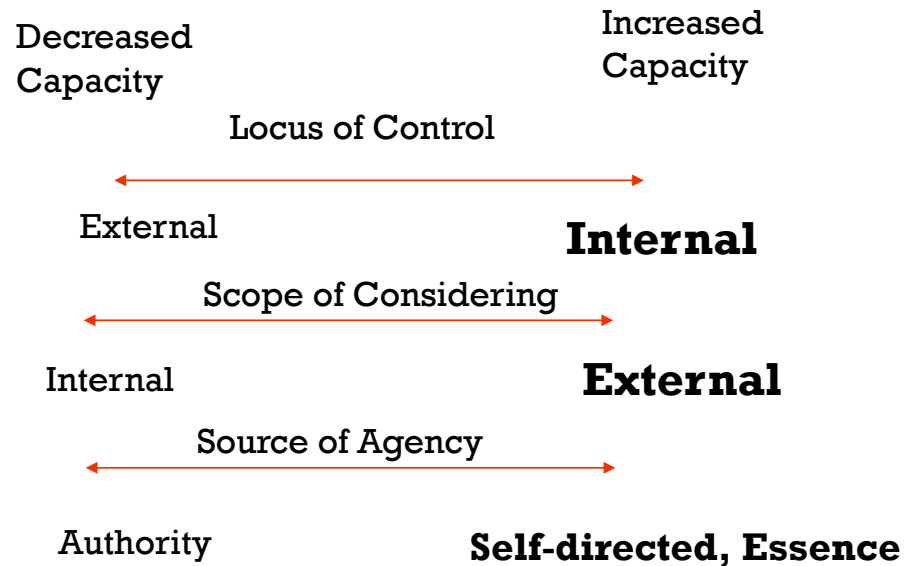 Decreased
Capacity
Increased
Capacity
Locus of Control
External
Internal
Scope of Considering
Internal
External
Source of Agency
Authority
Self-directed, Essence